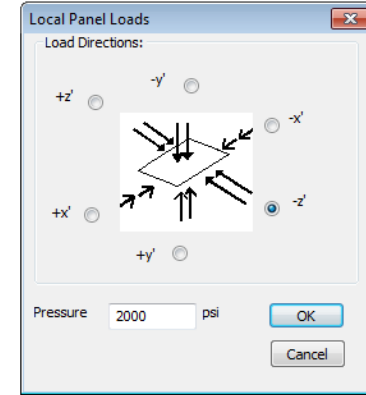 Local Panel Loads
Load Directions:
-y'
+z'
-x'
+x'
-z'
+y'
Pressure 2000 psi OK
Cancel